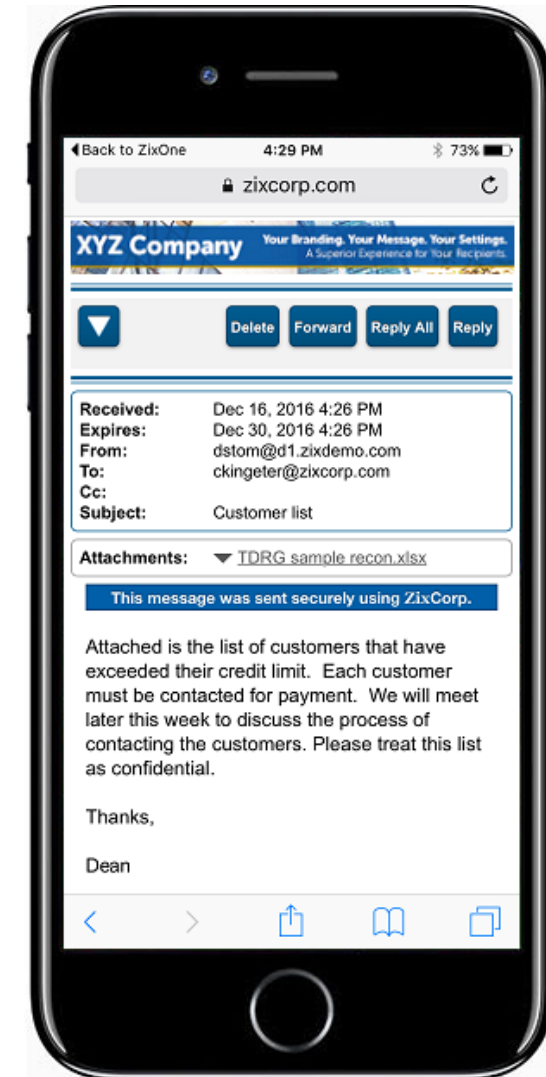 Back to ZixOne 4:29 PM 73%
zixcorp.com
XYZ Company Your Branding. Your Message. Your Settings.
A Superior Experience for Your Recipients.
Delete Forward Reply All Reply
Received: Dec 16, 2016 4:26 PM
Expires: Dec 30, 2016 4:26 PM
From: dstom@d1.zixdemo.com
To: ckingeter@zixcorp.com
Cc:
Subject: Customer list
Attachments: TDRG sample recon.xlsx
This message was sent securely using ZixCorp.
Attached is the list of customers that have
exceeded their credit limit.  Each customer
must be contacted for payment.  We will meet
later this week to discuss the process of
contacting the customers. Please treat this list
as confidential.
Thanks,
Dean